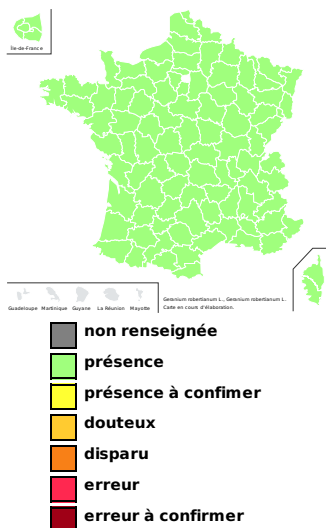 Île-de-France
Guadeloupe Martinique Guyane La Réunion Mayotte
Geranium robertianum L., Geranium robertianum L.
Carte en cours d'élaboration.
non renseignée
présence
présence à confimer
douteux
disparu
erreur
erreur à confirmer